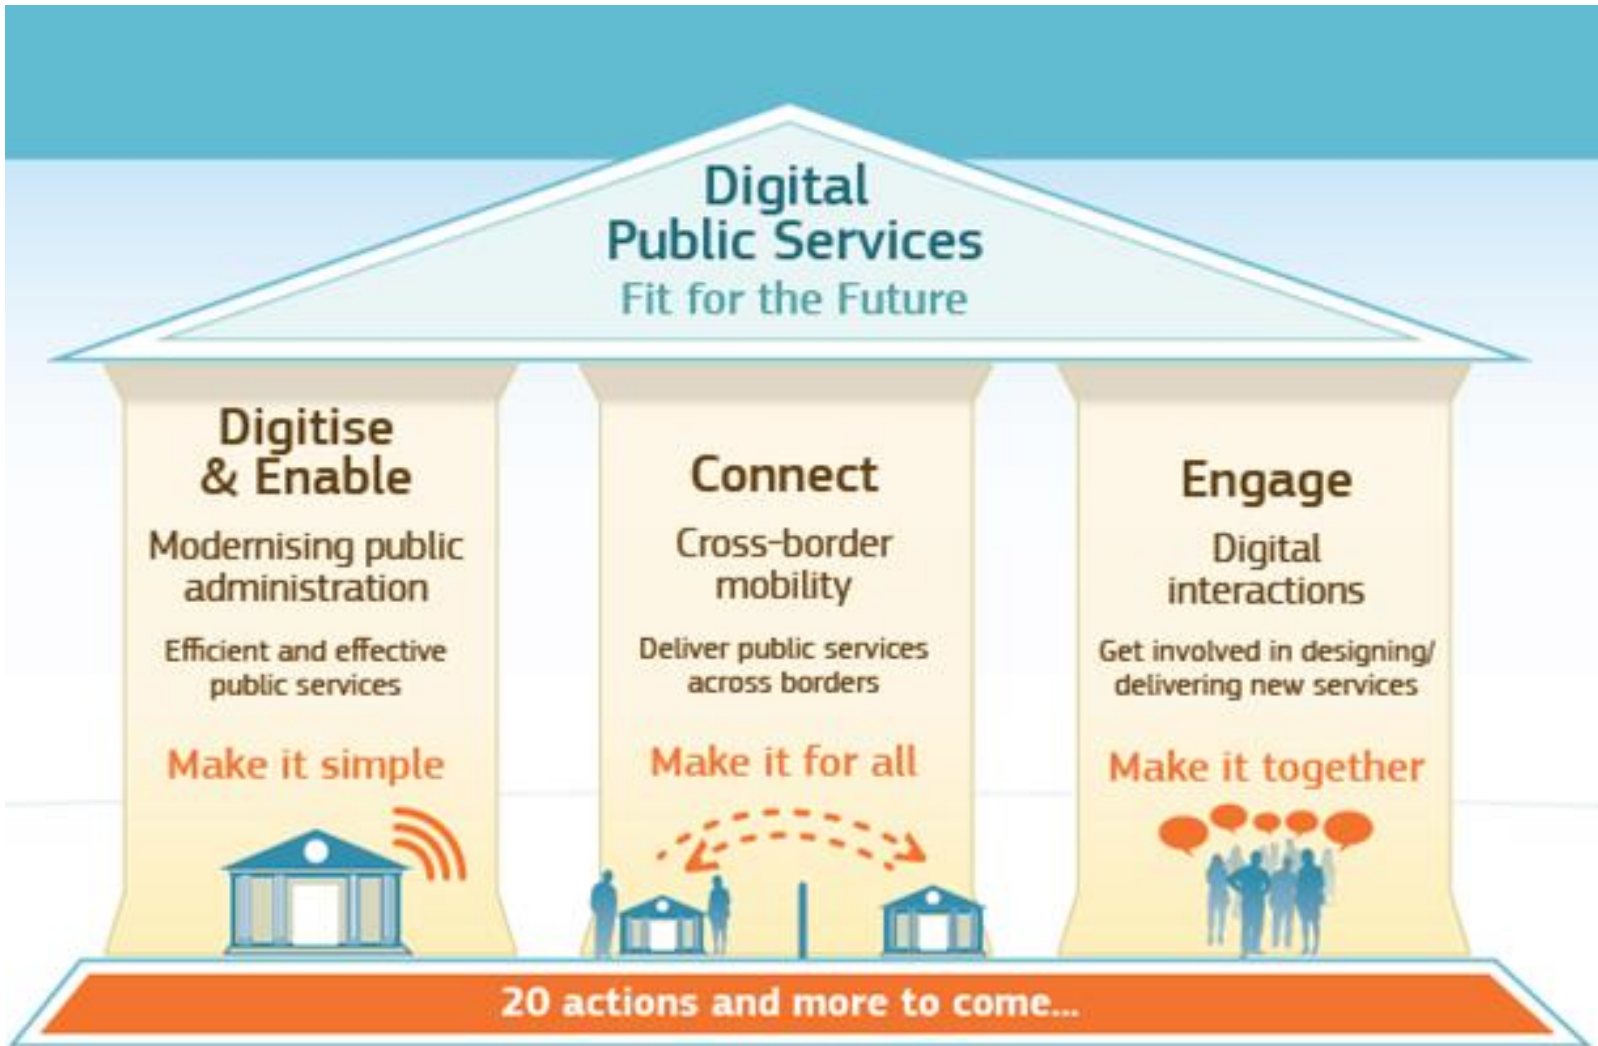 Digital
Public Services
Fit for the Future
Digitise
& Enable
Modernising public
administration
Efficient and effective
public services
Make it simple
Connect
Cross-border
mobility
Deliver public services
across borders
Make it for all
Engage
Digital
interactions
Get involved in designing/
delivering new services
Make it together
20 actions and more to come...